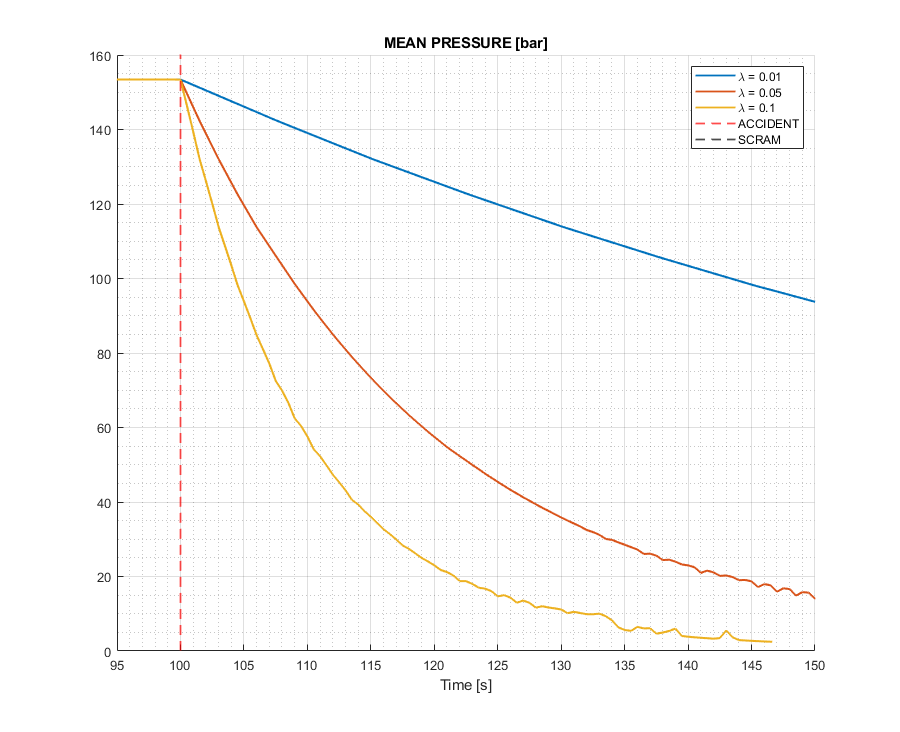 MEAN PRESSURE [bar]
160
140
120
100
80
60
40
20
0
λ = 0.01
λ = 0.05
λ = 0.1
ACCIDENT
SCRAM
95 100 105 110 115 120 125 130 135 140 145 150
Time [s]